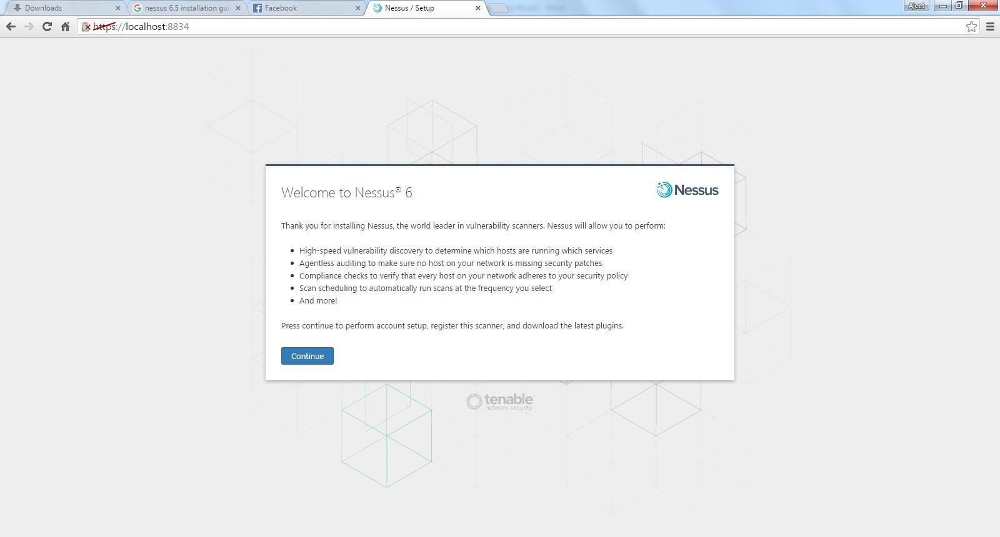 Downloads
nessus 6.5 installation gui
Facebook
Nessus / Setup
Ajeet
https://localhost:8834
Welcome to Nessus® 6
Nessus
Thank you for installing Nessus, the world leader in vulnerability scanners. Nessus will allow you to perform:
High-speed vulnerability discovery to determine which hosts are running which services
Agentless auditing to make sure no host on your network is missing security patches
Compliance checks to verify that every host on your network adheres to your security policy
Scan scheduling to automatically run scans at the frequency you select
And more!
Press continue to perform account setup, register this scanner, and download the latest plugins.
Continue
tenable
network security